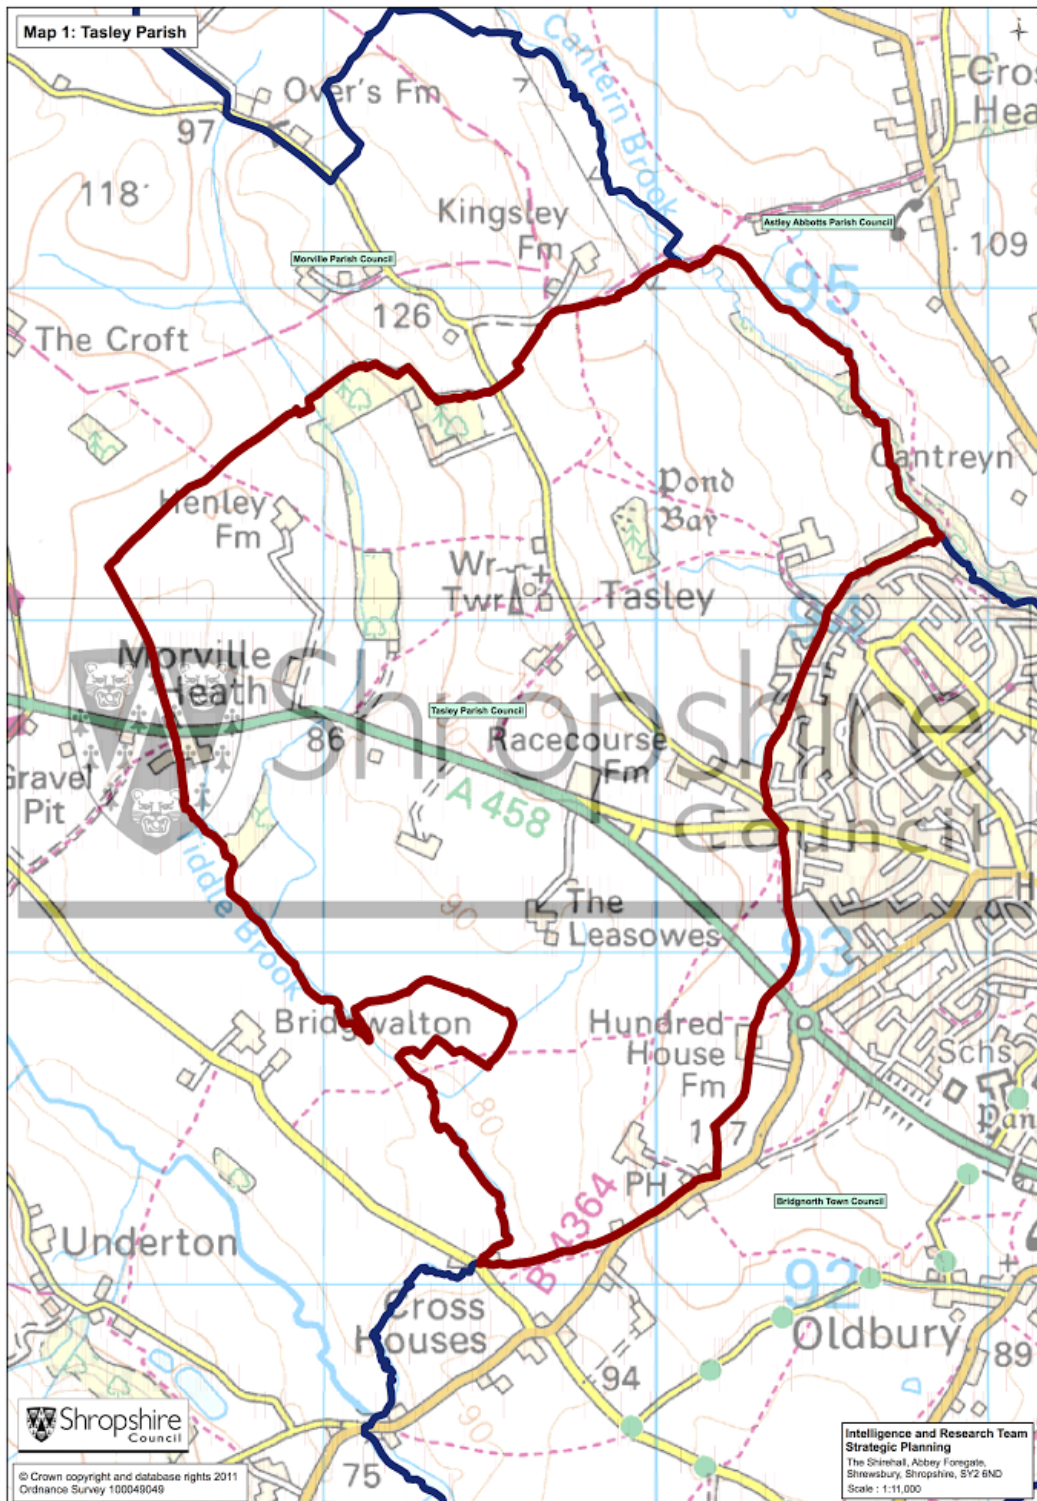 Map 1: Tasley Parish
Over's Fm
97
Cantern Brook
118
Kingsley
Fm
Astley Abbotts Parish Council
109
Morville Parish Council
95
126
The Croft
Cantreyn
Pond
Bay
Henley
Fm
Wr
Twr
Tasley
94
Morville
Heath
Shropshire
Council
Tasley Parish Council
86
Racecourse
Fm
Gravel
Pit
A 458
90
The
Leasowes
93
Brook
Bridgwalton
Hundred
House
Fm
Schs
80
PH
B 4364
Bridgnorth Town Council
Underton
92
Cross
Houses
Oldbury
89
94
90
75
Shropshire
Council
© Crown copyright and database rights 2011
Ordnance Survey 100049049
Intelligence and Research Team
Strategic Planning
The Shirehall, Abbey Foregate,
Shrewsbury, Shropshire, SY2 6ND
Scale : 1:11,000